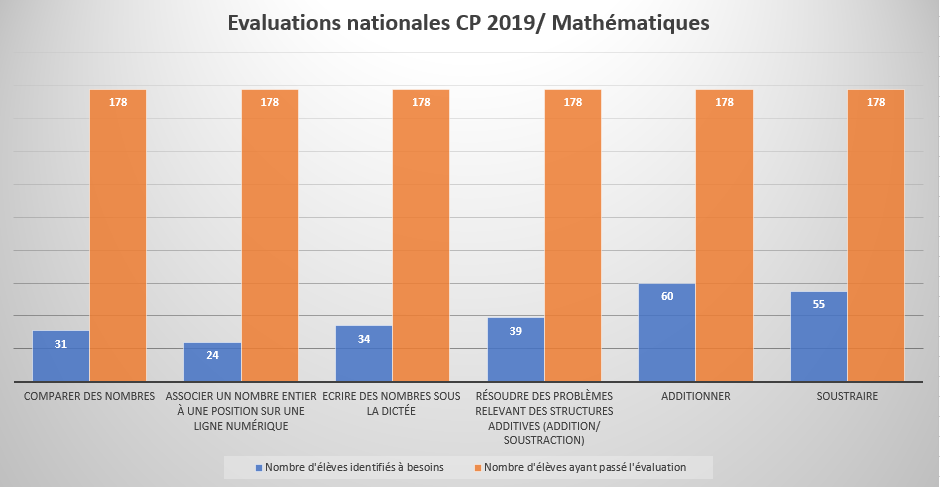 Evaluations nationales CP 2019/ Mathématiques
178
178
178
178
178
178
31
24
34
39
60
55
COMPARER DES NOMBRES
ASSOCIER UN NOMBRE ENTIER
À UNE POSITION SUR UNE
LIGNE NUMÉRIQUE
ECRIRE DES NOMBRES SOUS
LA DICTÉE
RÉSOUDRE DES PROBLÈMES
RELEVANT DES STRUCTURES
ADDITIVES (ADDITION/
SOUSTRACTION)
ADDITIONNER
SOUSTRAIRE
Nombre d'élèves identifiés à besoins
Nombre d'élèves ayant passé l'évaluation